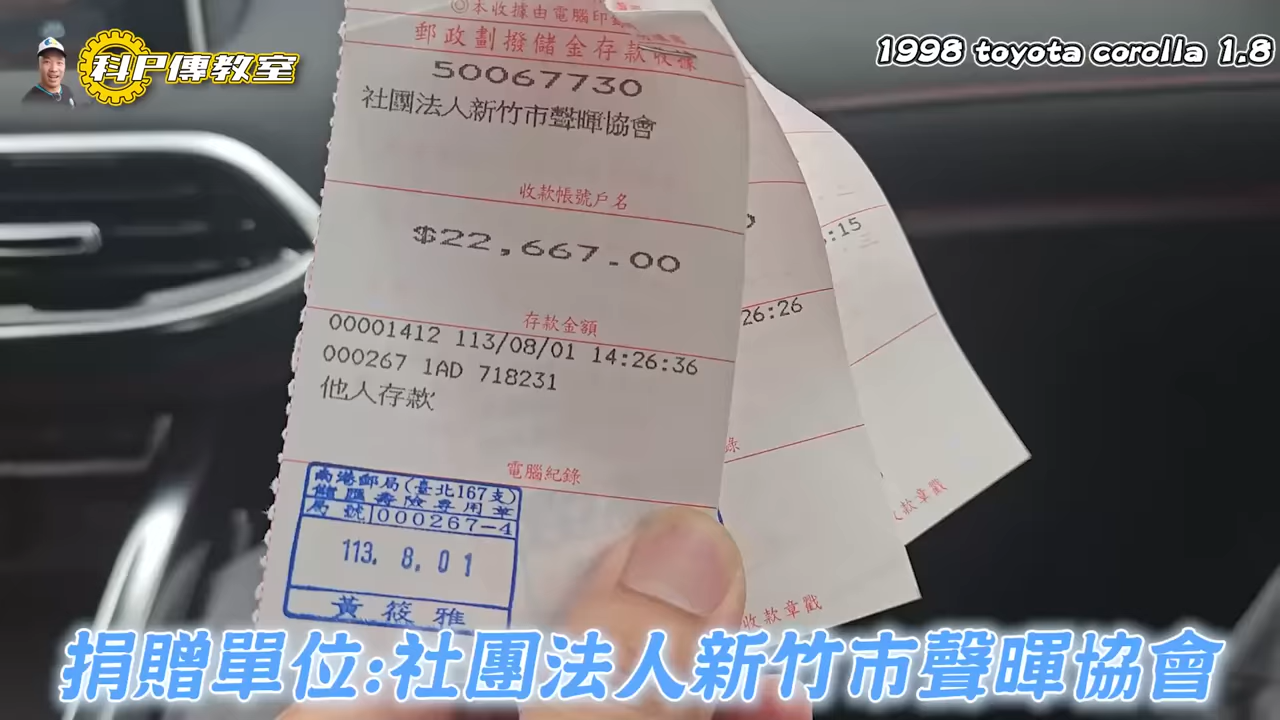 科P傳教室
1998 toyota corolla 1.8
◎本收據由電腦印
郵政劃撥儲金存款收據
50067730
社團法人新竹市聲暉協會
收款帳號戶名
$22,667.00
存款金額
00001412 113/08/01 14:26:36
000267 1AD 718231
他人存款
電腦紀錄
南港郵局(臺北167支)
儲匯壽險專用章
局號 000267-4
113. 8. 01
黃筱雅
:15
26:26
錄
收款章戳
款章戳
捐贈單位:社團法人新竹市聲暉協會